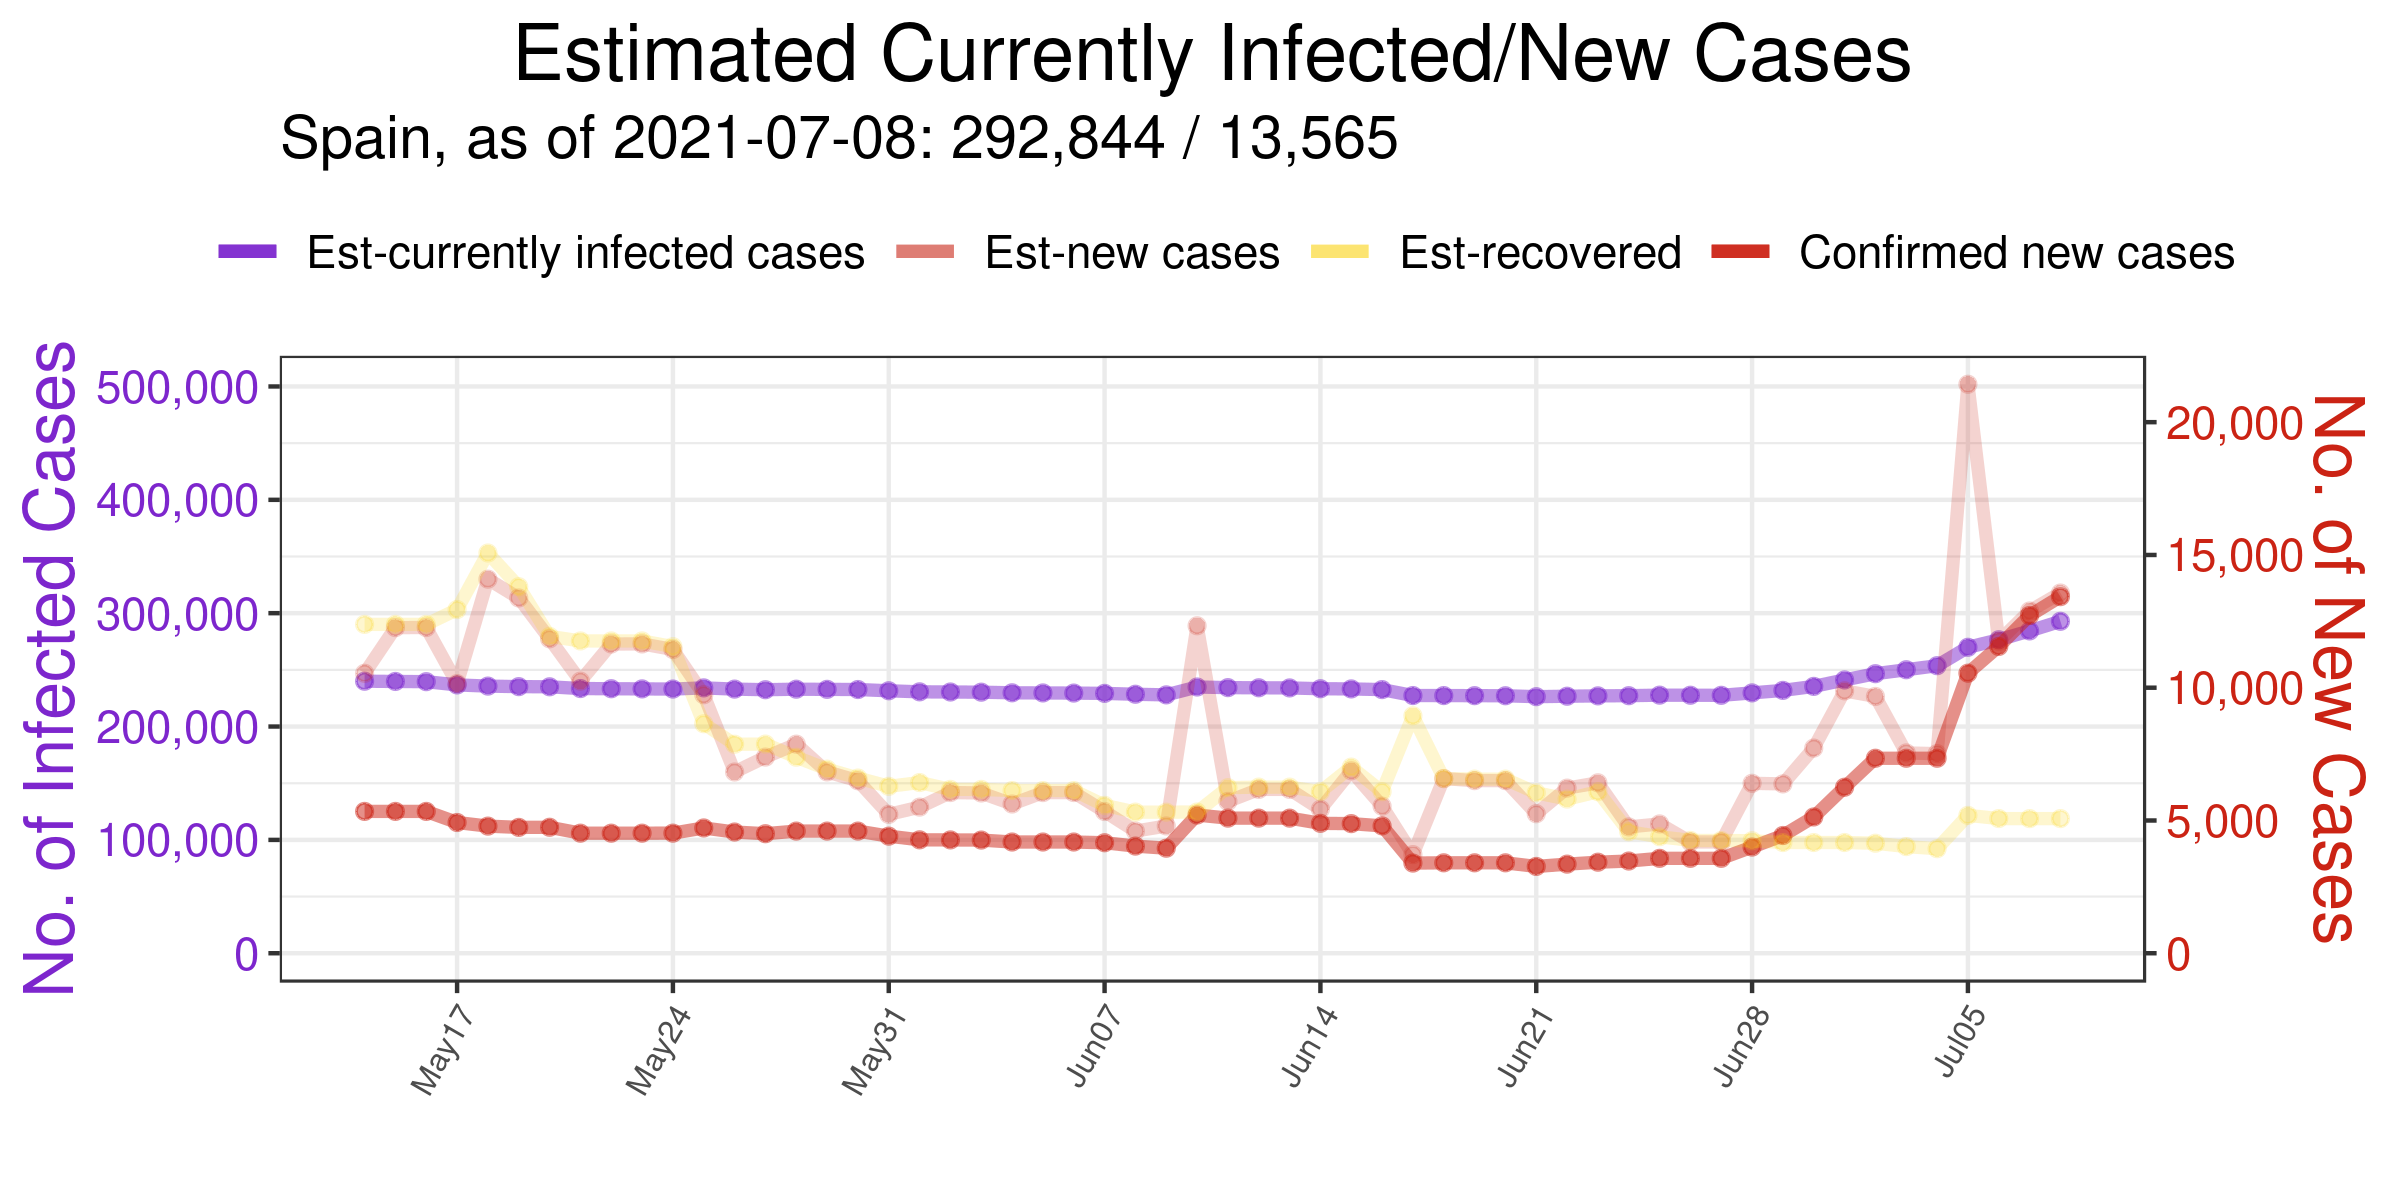 Estimated Currently Infected/New Cases
Spain, as of 2021-07-08: 292,844 / 13,565
Est-currently infected cases Est-new cases Est-recovered Confirmed new cases
No. of Infected Cases
500,000
400,000
300,000
200,000
100,000
0
20,000
15,000
10,000
5,000
0
No. of New Cases
May17 May24 May31 Jun07 Jun14 Jun21 Jun28 Jul05